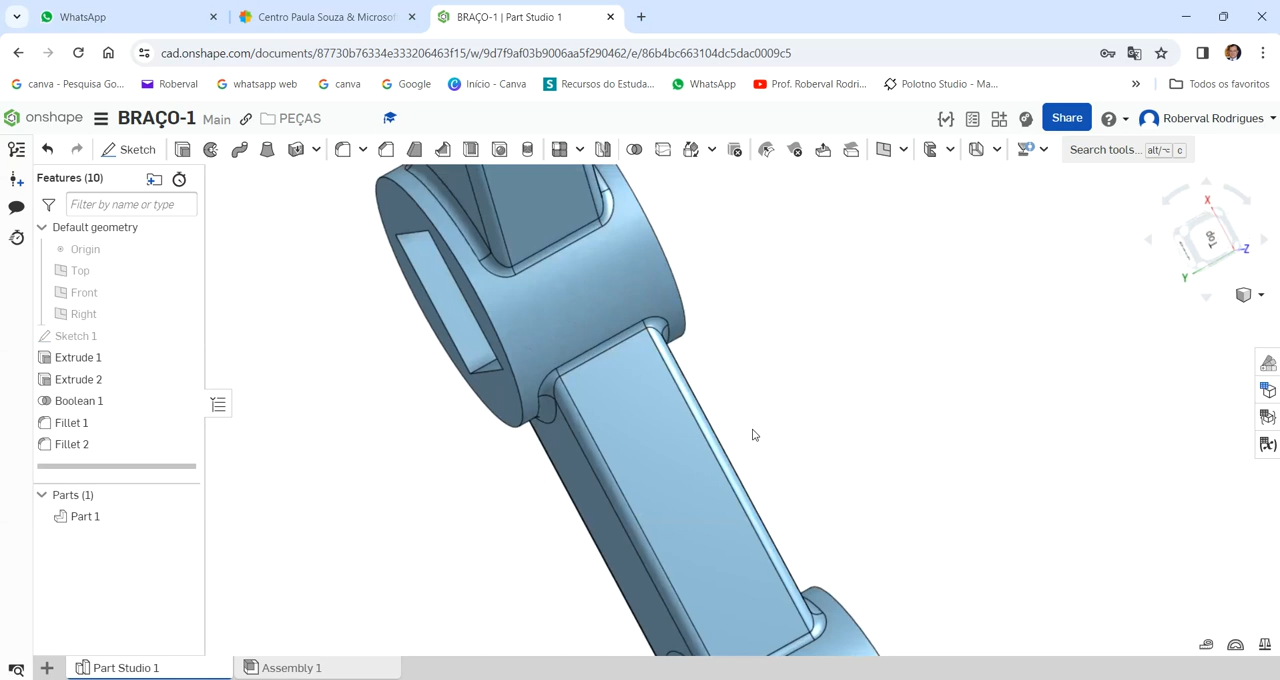 WhatsApp
Centro Paula Souza & Microsof
BRAÇO-1 | Part Studio 1
cad.onshape.com/documents/87730b76334e333206463f15/w/9d7f9af03b9006aa5f290462/e/86b4bc663104dc5dac0009c5
canva - Pesquisa Go...
Roberval
whatsapp web
canva
Google
Início - Canva
Recursos do Estuda...
WhatsApp
Prof. Roberval Rodri...
Polotno Studio - Ma...
Todos os favoritos
onshape
BRAÇO-1 Main
PEÇAS
Share
Roberval Rodrigues
Sketch
Search tools... alt/⌥ c
Features (10)
Filter by name or type
Default geometry
Origin
Top
Front
Right
Sketch 1
Extrude 1
Extrude 2
Boolean 1
Fillet 1
Fillet 2
Parts (1)
Part 1
X
Top
Z
Y
Part Studio 1
Assembly 1